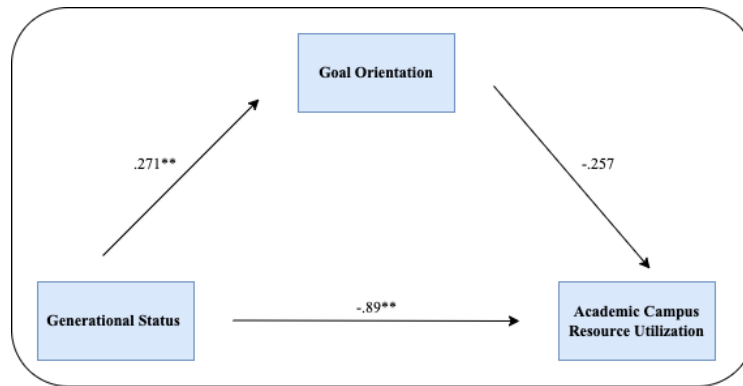 Goal Orientation
.271**
-.257
Generational Status
-.89**
Academic Campus
Resource Utilization